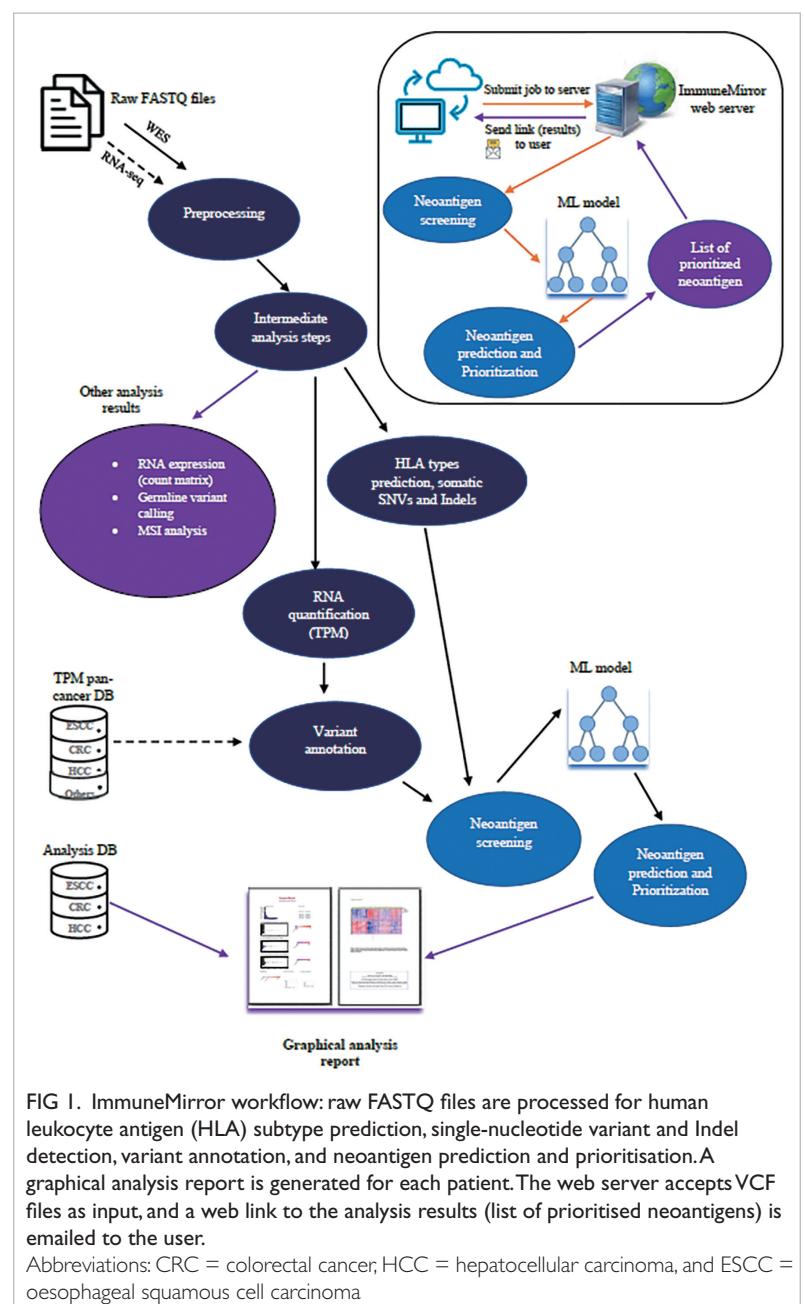 Raw FASTQ files
WES
RNA-seq
Preprocessing
Intermediate
analysis steps
Other analysis
results
• RNA expression
(count matrix)
• Germline variant
calling
• MSI analysis
HLA types
prediction, somatic
SNVs and Indels
RNA
quantification
(TPM)
TPM pan-
cancer DB
ESCC
CRC
HCC
Others
Variant
annotation
ML model
Neoantigen
screening
Neoantigen
prediction and
Prioritization
Analysis DB
ESCC
CRC
HCC
Graphical analysis
report
Submit job to server
Send link (results)
to user
ImmuneMirror
web server
Neoantigen
screening
ML model
List of
prioritized
neoantigen
Neoantigen
prediction and
Prioritization
FIG 1. ImmuneMirror workflow: raw FASTQ files are processed for human
leukocyte antigen (HLA) subtype prediction, single-nucleotide variant and Indel
detection, variant annotation, and neoantigen prediction and prioritisation. A
graphical analysis report is generated for each patient. The web server accepts VCF
files as input, and a web link to the analysis results (list of prioritised neoantigens) is
emailed to the user.
Abbreviations: CRC = colorectal cancer, HCC = hepatocellular carcinoma, and ESCC =
oesophageal squamous cell carcinoma